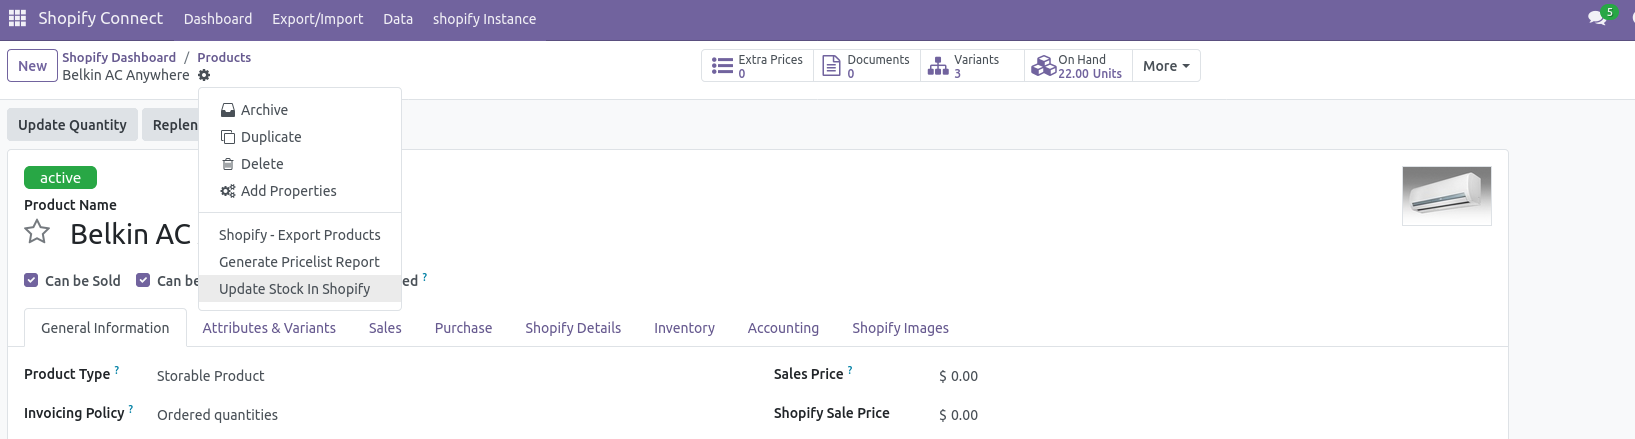 Shopify Connect Dashboard Export/Import Data shopify Instance 5
New Shopify Dashboard / Products
Belkin AC Anywhere
Extra Prices
0
Documents
0
Variants
3
On Hand
22.00 Units
More
Update Quantity Replen
Archive
Duplicate
Delete
Add Properties
Shopify - Export Products
Generate Pricelist Report
Update Stock In Shopify
active
Product Name
Belkin AC
Can be Sold Can be ed ?
General Information Attributes & Variants Sales Purchase Shopify Details Inventory Accounting Shopify Images
Product Type ? Storable Product
Sales Price ? $ 0.00
Invoicing Policy ? Ordered quantities
Shopify Sale Price $ 0.00